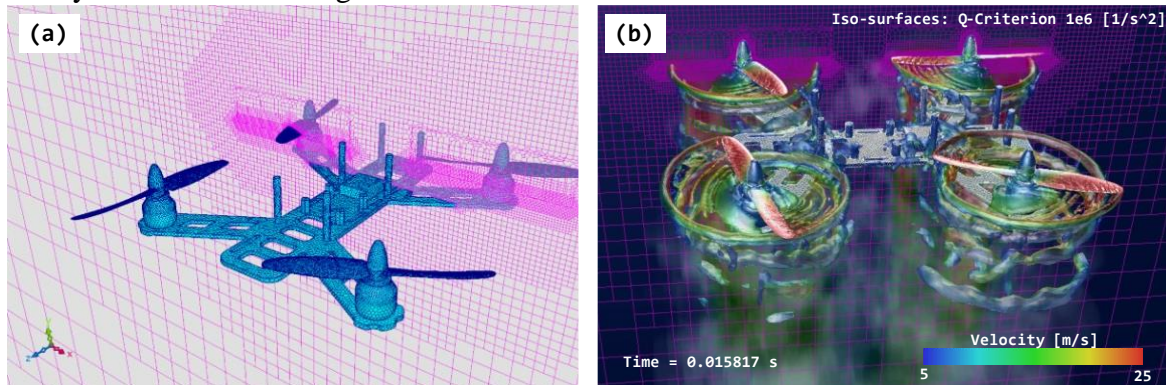 (a)
(b)
Iso-surfaces: Q-Criterion 1e6 [1/s^2]
Time = 0.015817 s
Velocity [m/s]
5 25